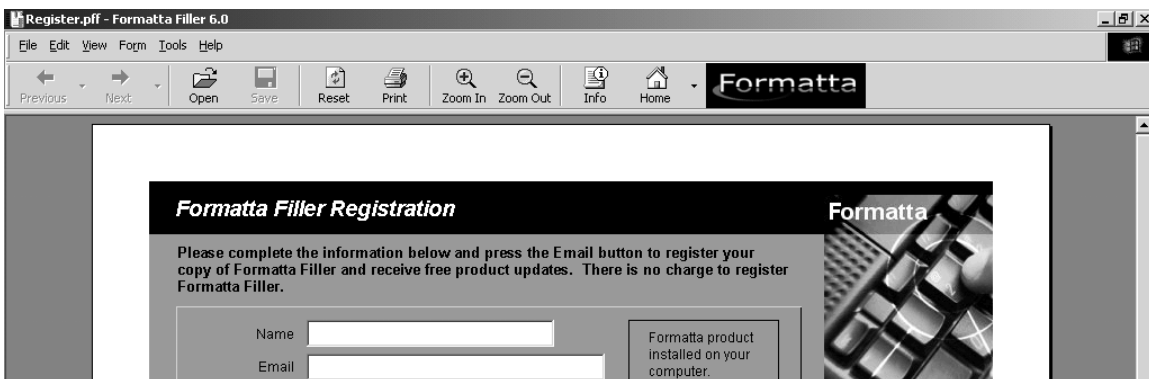 Register.pff - Formatta Filler 6.0
File Edit View Form Tools Help
Previous Next Open Save Reset Print Zoom In Zoom Out Info Home Formatta
Formatta Filler Registration
Formatta
Please complete the information below and press the Email button to register your
copy of Formatta Filler and receive free product updates. There is no charge to register
Formatta Filler.
Name
Email
Formatta product
installed on your
computer.